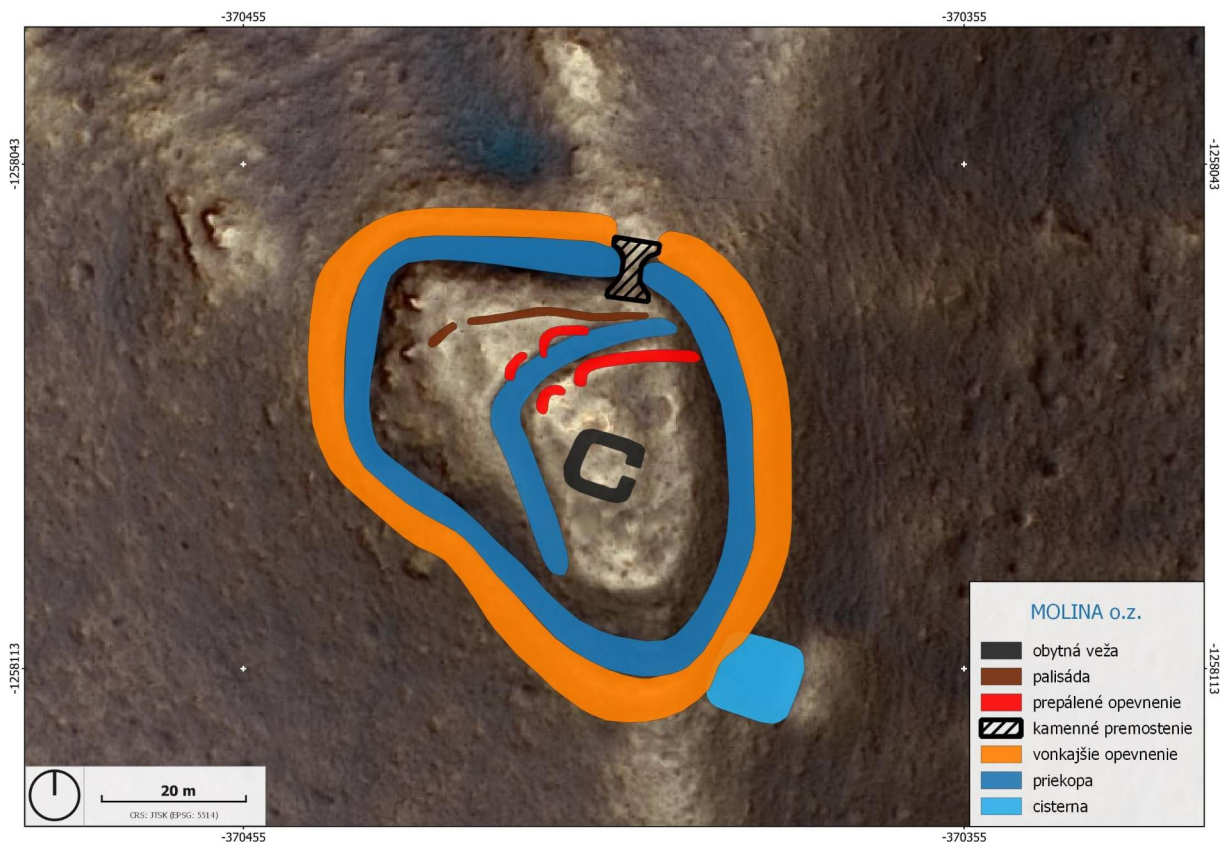 -370455
-370355
-1258043
-1258043
-1258113
-1258113
MOLINA o.z.
obytná veža
palisáda
prepálené opevnenie
kamenné premostenie
vonkajšie opevnenie
priekopa
cisterna
20 m
CRS: JTSK (EPSG: 5514)
-370455
-370355